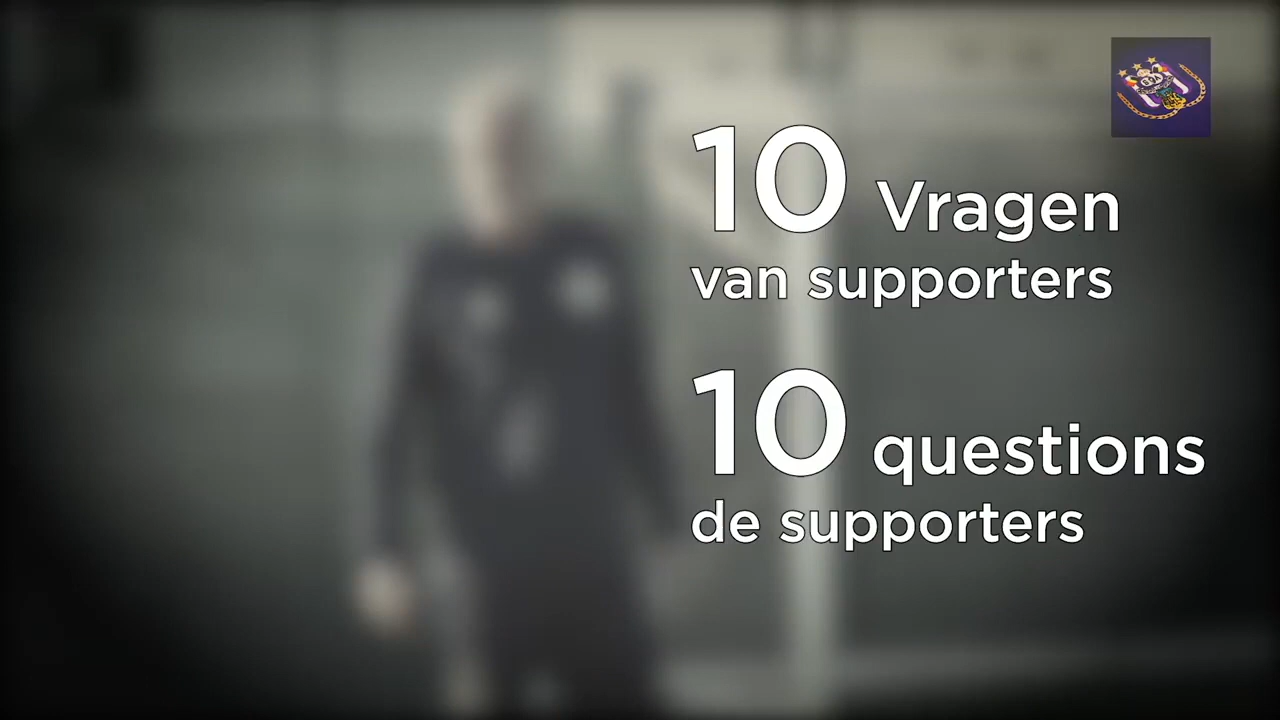 10 Vragen
van supporters
10 questions
de supporters